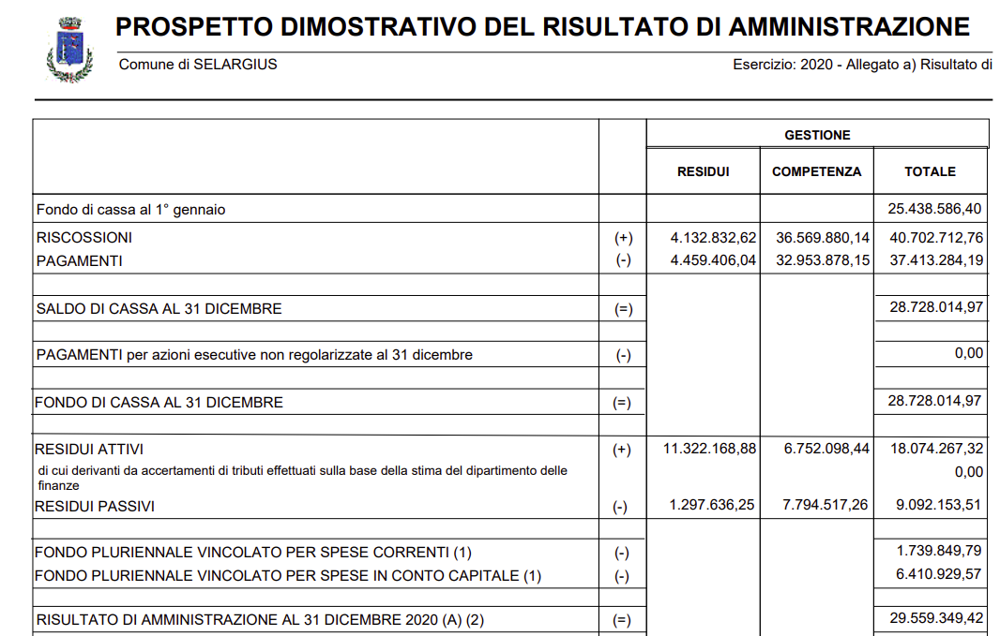 PROSPETTO DIMOSTRATIVO DEL RISULTATO DI AMMINISTRAZIONE
Comune di SELARGIUS Esercizio: 2020 - Allegato a) Risultato di
GESTIONE
RESIDUI COMPETENZA TOTALE
Fondo di cassa al 1° gennaio 25.438.586,40
RISCOSSIONI (+) 4.132.832,62 36.569.880,14 40.702.712,76
PAGAMENTI (-) 4.459.406,04 32.953.878,15 37.413.284,19
SALDO DI CASSA AL 31 DICEMBRE (=) 28.728.014,97
PAGAMENTI per azioni esecutive non regolarizzate al 31 dicembre (-) 0,00
FONDO DI CASSA AL 31 DICEMBRE (=) 28.728.014,97
RESIDUI ATTIVI (+) 11.322.168,88 6.752.098,44 18.074.267,32
di cui derivanti da accertamenti di tributi effettuati sulla base della stima del dipartimento delle 0,00
finanze
RESIDUI PASSIVI (-) 1.297.636,25 7.794.517,26 9.092.153,51
FONDO PLURIENNALE VINCOLATO PER SPESE CORRENTI (1) (-) 1.739.849,79
FONDO PLURIENNALE VINCOLATO PER SPESE IN CONTO CAPITALE (1) (-) 6.410.929,57
RISULTATO DI AMMINISTRAZIONE AL 31 DICEMBRE 2020 (A) (2) (=) 29.559.349,42